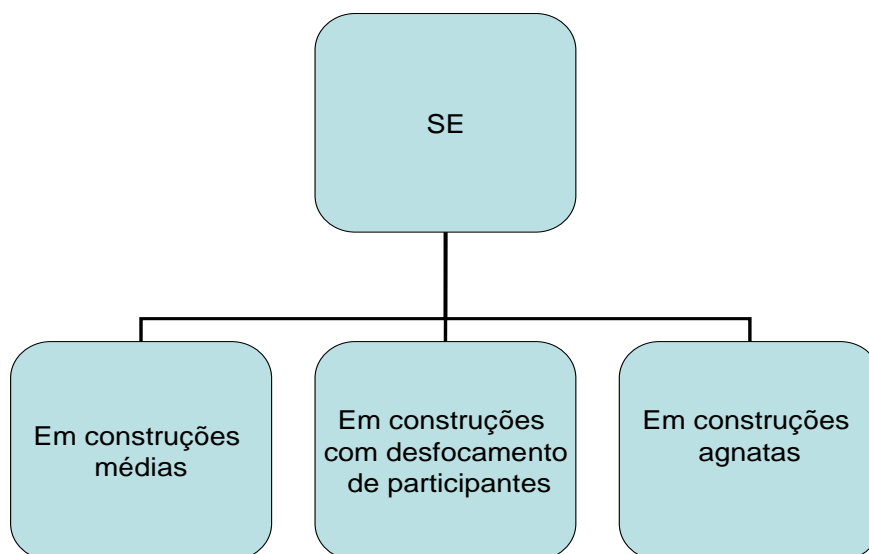 SE
Em construções
médias
Em construções
com desfocamento
de participantes
Em construções
agnatas